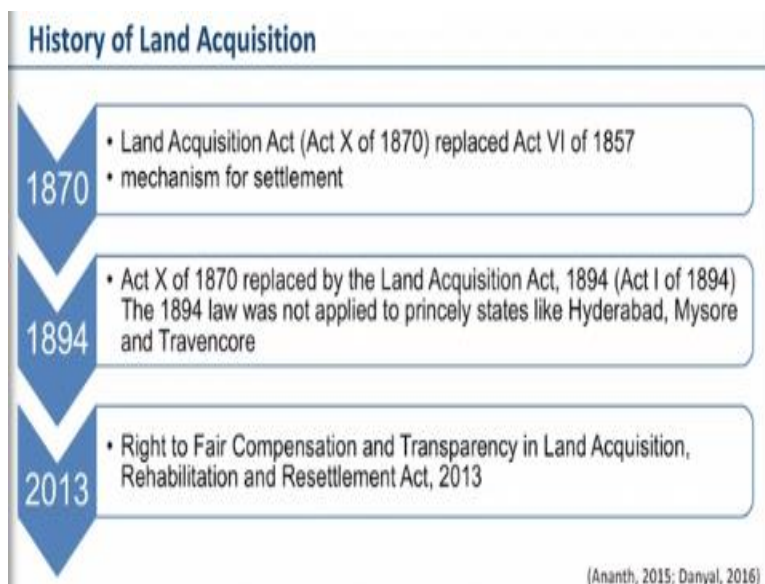 History of Land Acquisition
1870
• Land Acquisition Act (Act X of 1870) replaced Act VI of 1857
• mechanism for settlement
1894
• Act X of 1870 replaced by the Land Acquisition Act, 1894 (Act I of 1894)
The 1894 law was not applied to princely states like Hyderabad, Mysore
and Travencore
2013
• Right to Fair Compensation and Transparency in Land Acquisition,
Rehabilitation and Resettlement Act, 2013
(Ananth, 2015; Danyal, 2016)